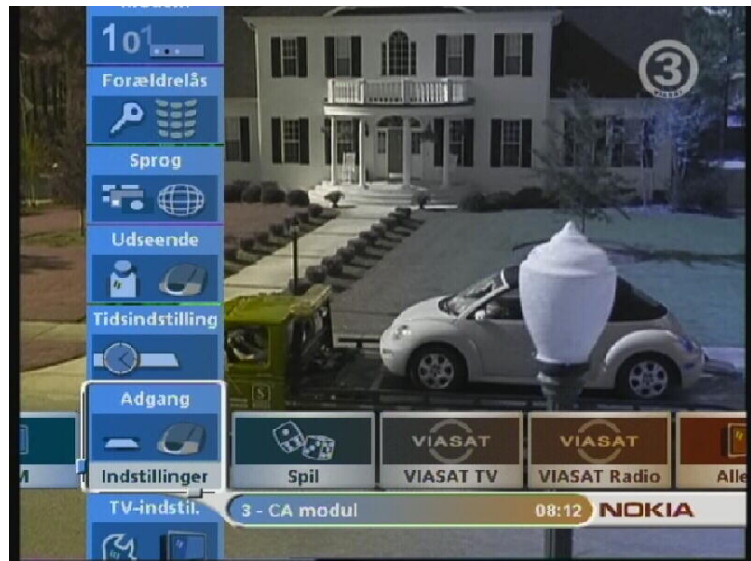 101
Forældrelås
Sprog
Udseende
Tidsindstilling
Adgang
Indstillinger
TV-indstil.
Spil
VIASAT
VIASAT TV
VIASAT
VIASAT Radio
Alle
3 - CA modul
08:12
NOKIA
3
VIASAT
S